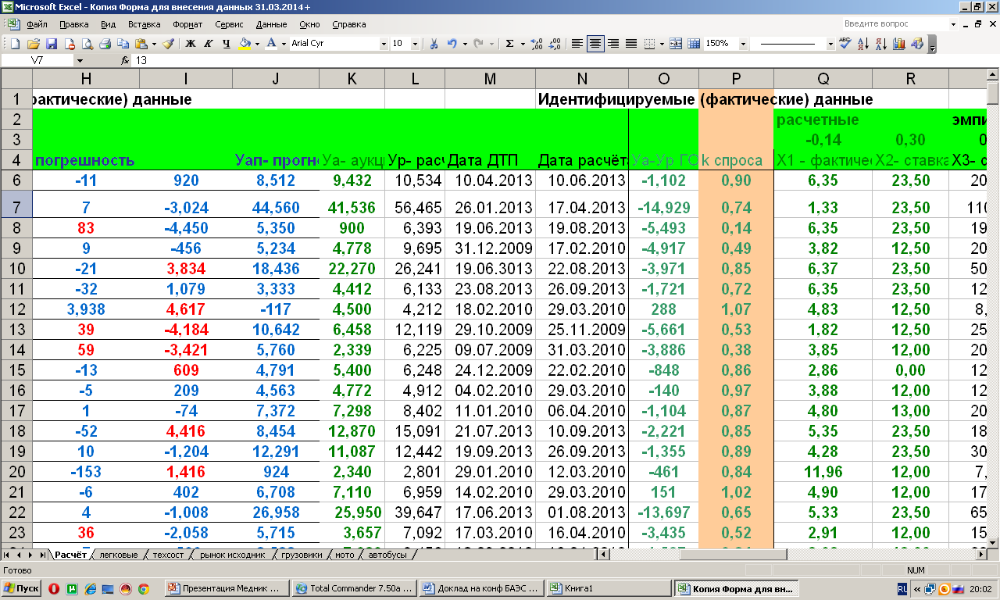 Microsoft Excel - Копия Форма для внесения данных 31.03.2014+
Файл Правка Вид Вставка Формат Сервис Данные Окно Справка Введите вопрос
Ж К Ч А Arial Cyr 10 Σ 150%
V7 fx 13
H I J K L M N O P Q R
1 рактические) данные Идентифицируемые (фактические) данные
2 расчетные эмпи
3 -0,14 0,30 0
4 погрешность Уап- прогн Уа- аукц Ур- расч Дата ДТП Дата расчёта Уа-Ур ГО k спроса X1 - фактичес X2- ставка X3- с
6 -11 920 8,512 9,432 10,534 10.04.2013 10.06.2013 -1,102 0,90 6,35 23,50 20
7 7 -3,024 44,560 41,536 56,465 26.01.2013 17.04.2013 -14,929 0,74 1,33 23,50 110
8 83 -4,450 5,350 900 6,393 19.06.2013 19.08.2013 -5,493 0,14 6,35 23,50 19
9 9 -456 5,234 4,778 9,695 31.12.2009 17.02.2010 -4,917 0,49 3,82 12,50 20
10 -21 3,834 18,436 22,270 26,241 19.06.3013 22.08.2013 -3,971 0,85 6,37 23,50 50
11 -32 1,079 3,333 4,412 6,133 23.08.2013 26.09.2013 -1,721 0,72 6,35 23,50 12
12 3,938 4,617 -117 4,500 4,212 18.02.2010 29.03.2010 288 1,07 4,83 12,50 8,
13 39 -4,184 10,642 6,458 12,119 29.10.2009 25.11.2009 -5,661 0,53 1,82 12,50 25
14 59 -3,421 5,760 2,339 6,225 09.07.2009 31.03.2010 -3,886 0,38 3,85 12,00 20
15 -13 609 4,791 5,400 6,248 24.12.2009 22.02.2010 -848 0,86 2,86 0,00 12
16 -5 209 4,563 4,772 4,912 04.02.2010 29.03.2010 -140 0,97 3,88 12,00 12
17 1 -74 7,372 7,298 8,402 11.01.2010 06.04.2010 -1,104 0,87 4,80 13,00 20
18 -52 4,416 8,454 12,870 15,091 21.07.2013 10.09.2013 -2,221 0,85 5,35 23,50 18
19 10 -1,204 12,291 11,087 12,442 19.09.2013 26.09.2013 -1,355 0,89 4,28 23,50 30
20 -153 1,416 924 2,340 2,801 29.01.2010 12.03.2010 -461 0,84 11,96 12,00 7,
21 -6 402 6,708 7,110 6,959 14.02.2010 29.03.2010 151 1,02 4,90 12,00 17
22 4 -1,008 26,958 25,950 39,647 17.06.2013 01.08.2013 -13,697 0,65 5,33 23,50 65
23 36 -2,058 5,715 3,657 7,092 17.03.2010 16.04.2010 -3,435 0,52 2,91 12,00 15
Расчёт легковые техсост рынок исходник грузовики мото автобусы
Готово NUM
Пуск Презентация Медник ... Total Commander 7.50a ... Доклад на конф БАЭС ... Книга1 Копия Форма для вн... RL « 20:02